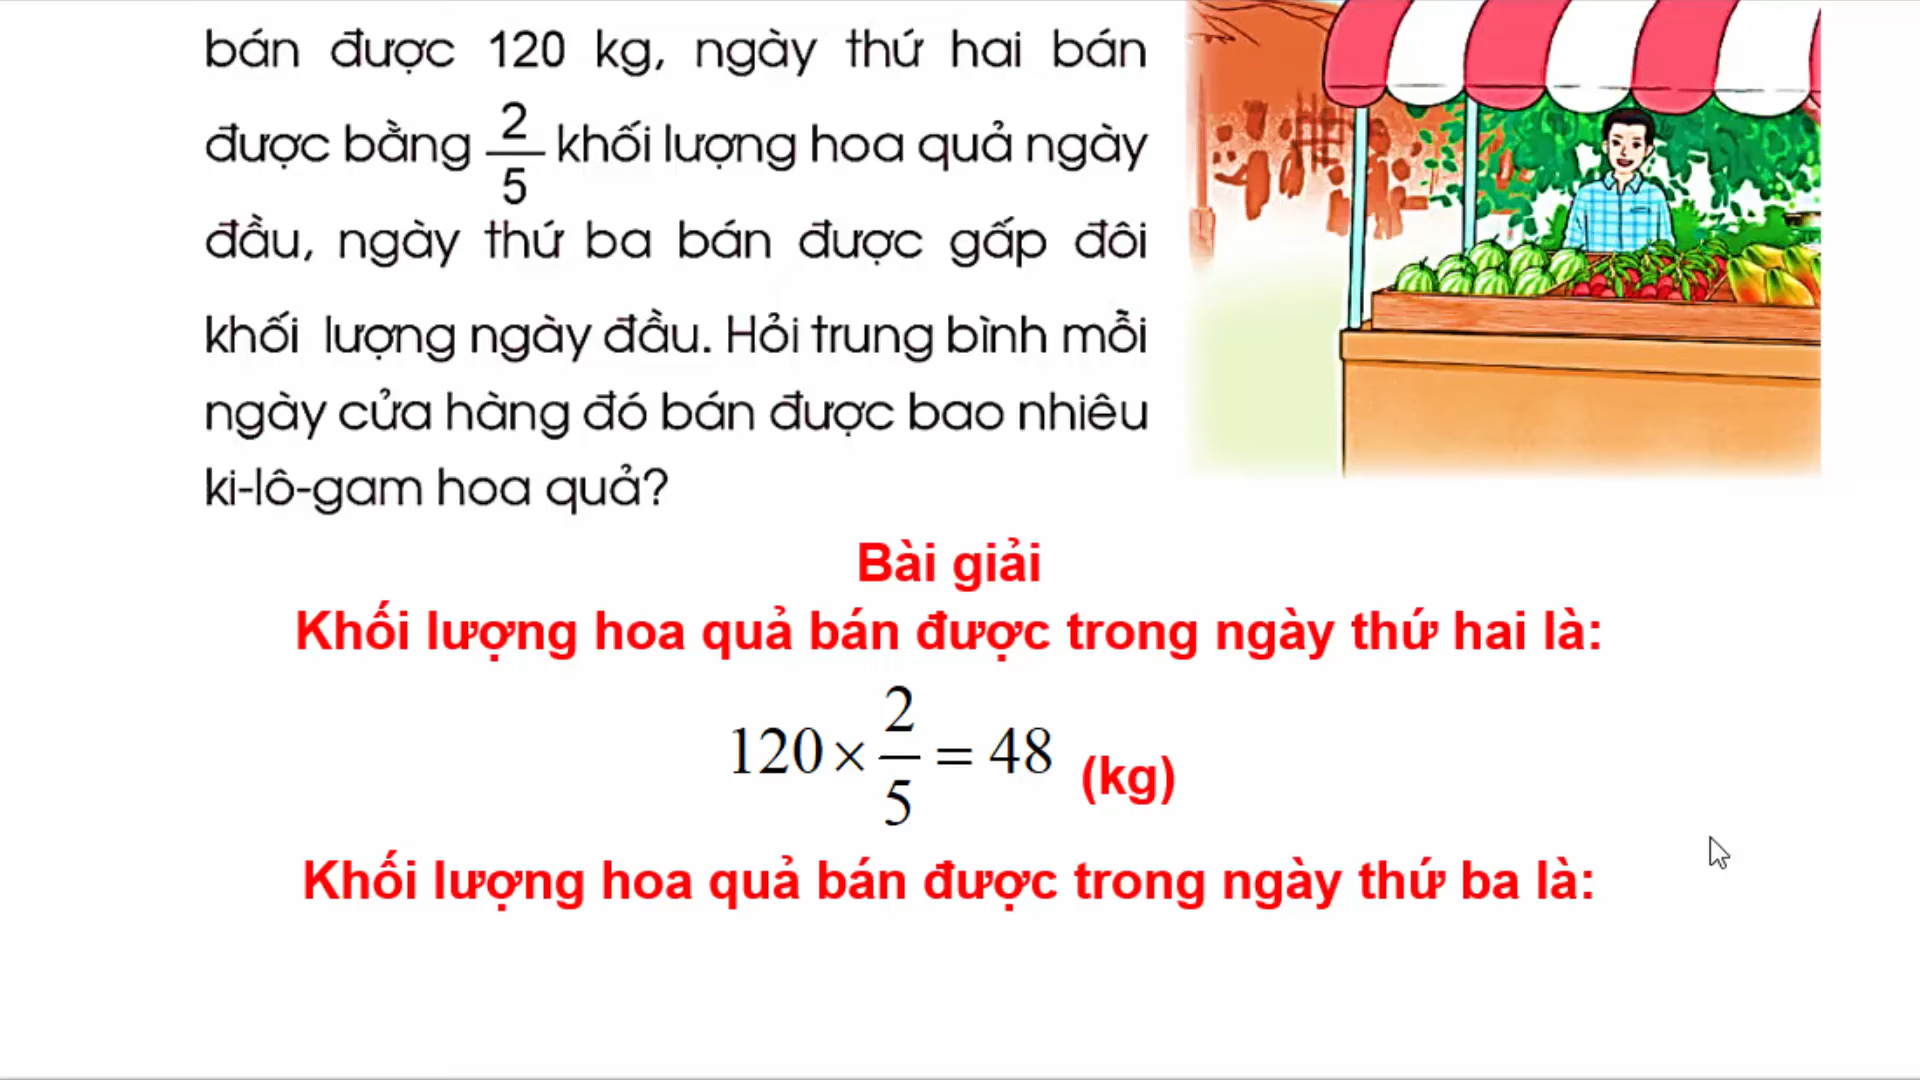 bán được 120 kg, ngày thứ hai bán
được bằng 2/5 khối lượng hoa quả ngày
đầu, ngày thứ ba bán được gấp đôi
khối lượng ngày đầu. Hỏi trung bình mỗi
ngày cửa hàng đó bán được bao nhiêu
ki-lô-gam hoa quả?
Bài giải
Khối lượng hoa quả bán được trong ngày thứ hai là:
120 × 2/5 = 48 (kg)
Khối lượng hoa quả bán được trong ngày thứ ba là: